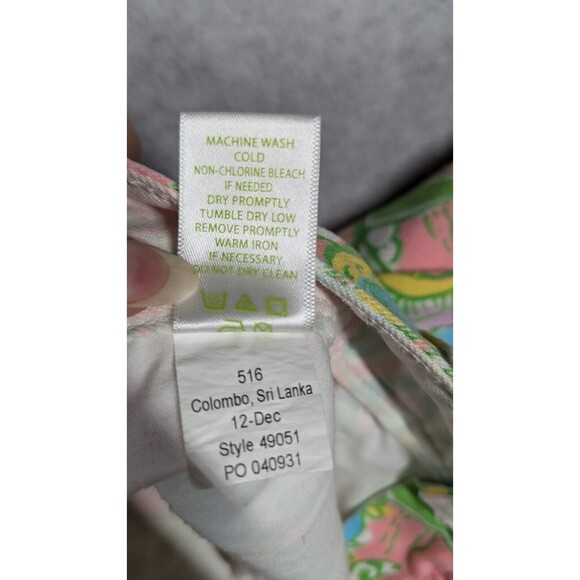 MACHINE WASH
COLD
NON-CHLORINE BLEACH
IF NEEDED
DRY PROMPTLY
TUMBLE DRY LOW
REMOVE PROMPTLY
WARM IRON
IF NECESSARY
DO NOT DRY CLEAN
516
Colombo, Sri Lanka
12-Dec
Style 49051
PO 040931